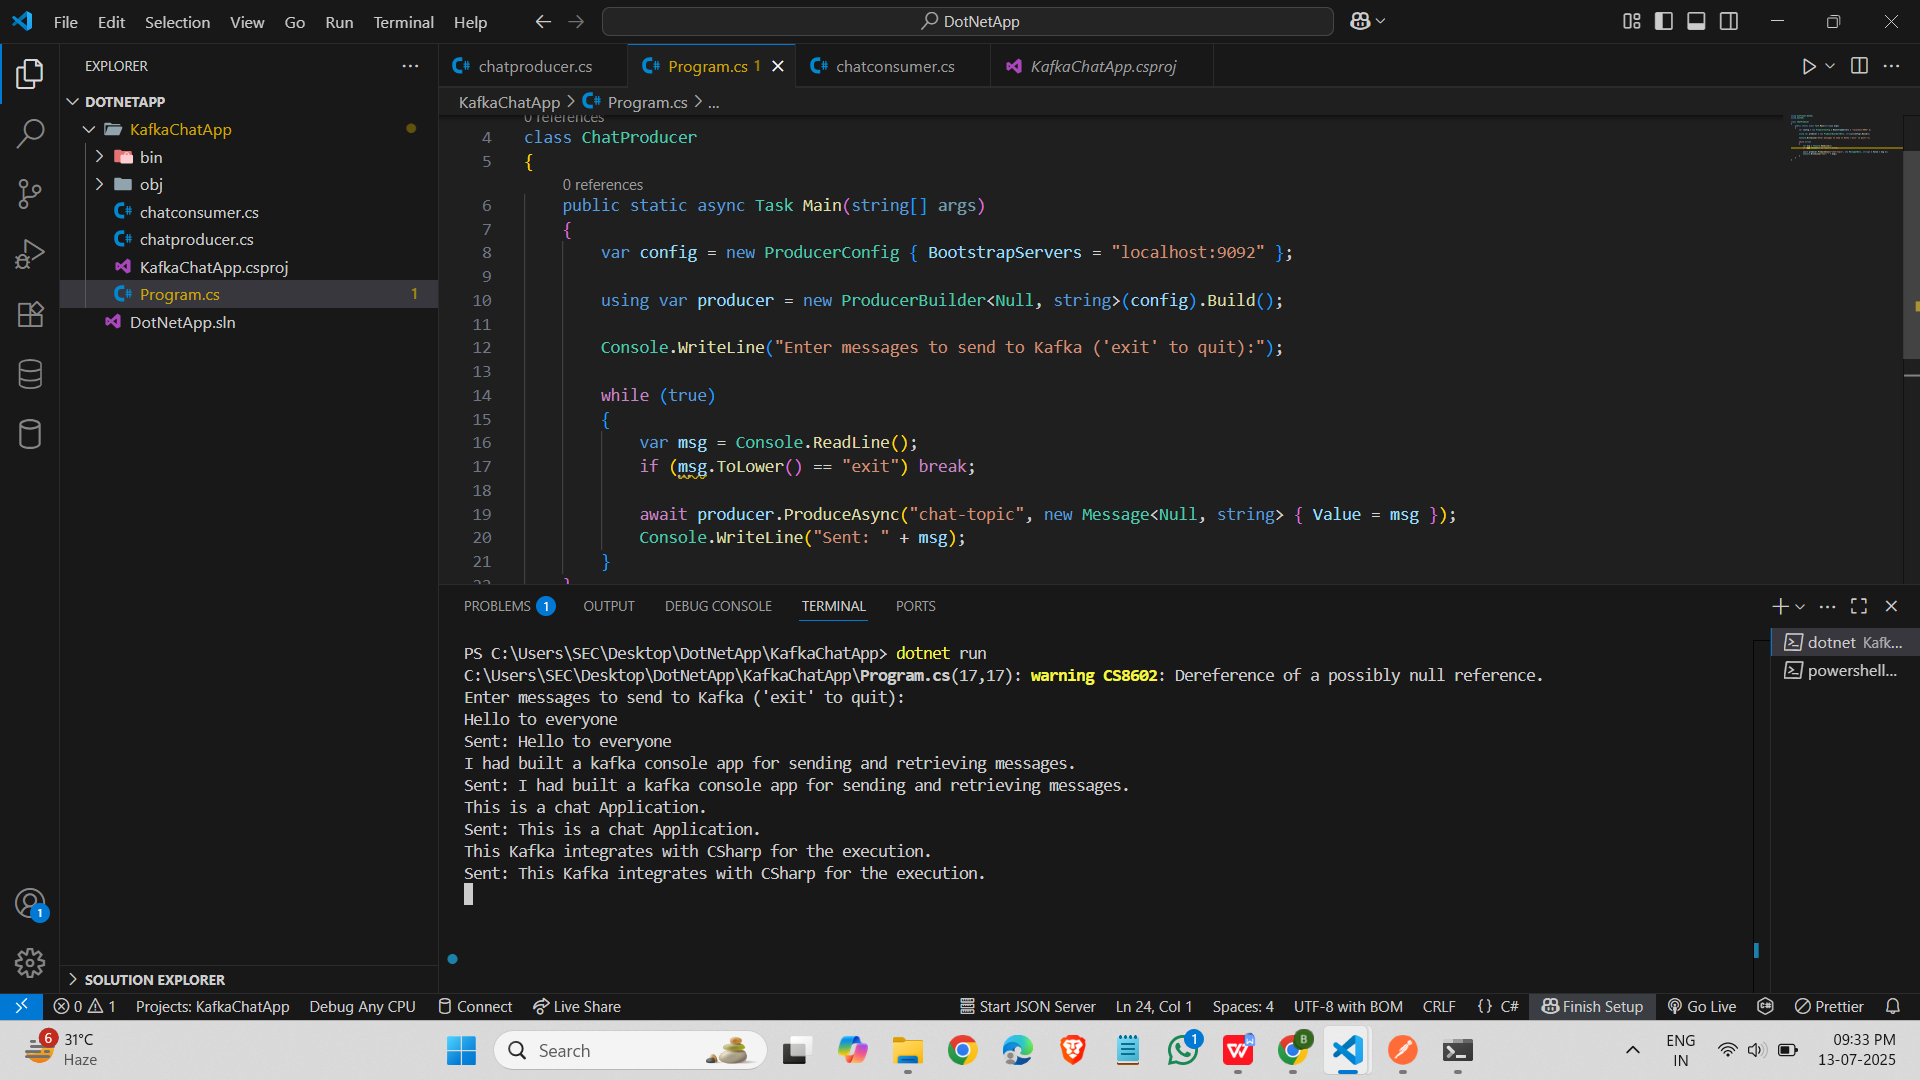 File Edit Selection View Go Run Terminal Help
DotNetApp
EXPLORER
DOTNETAPP
KafkaChatApp
bin
obj
chatconsumer.cs
chatproducer.cs
KafkaChatApp.csproj
Program.cs 1
DotNetApp.sln
SOLUTION EXPLORER
1
chatproducer.cs
Program.cs 1
chatconsumer.cs
KafkaChatApp.csproj
KafkaChatApp > Program.cs > ...
0 references
4 class ChatProducer
5 {
0 references
6 public static async Task Main(string[] args)
7 {
8 var config = new ProducerConfig { BootstrapServers = "localhost:9092" };
9
10 using var producer = new ProducerBuilder<Null, string>(config).Build();
11
12 Console.WriteLine("Enter messages to send to Kafka ('exit' to quit):");
13
14 while (true)
15 {
16 var msg = Console.ReadLine();
17 if (msg.ToLower() == "exit") break;
18
19 await producer.ProduceAsync("chat-topic", new Message<Null, string> { Value = msg });
20 Console.WriteLine("Sent: " + msg);
21 }
22 }
PROBLEMS 1 OUTPUT DEBUG CONSOLE TERMINAL PORTS
dotnet Kafk...
powershell...
PS C:\Users\SEC\Desktop\DotNetApp\KafkaChatApp> dotnet run
C:\Users\SEC\Desktop\DotNetApp\KafkaChatApp\Program.cs(17,17): warning CS8602: Dereference of a possibly null reference.
Enter messages to send to Kafka ('exit' to quit):
Hello to everyone
Sent: Hello to everyone
I had built a kafka console app for sending and retrieving messages.
Sent: I had built a kafka console app for sending and retrieving messages.
This is a chat Application.
Sent: This is a chat Application.
This Kafka integrates with CSharp for the execution.
Sent: This Kafka integrates with CSharp for the execution.
0 1 Projects: KafkaChatApp Debug Any CPU Connect Live Share Start JSON Server Ln 24, Col 1 Spaces: 4 UTF-8 with BOM CRLF {} C# Finish Setup Go Live Prettier
6
31°C
Haze
Search
1
W
B
ENG
IN
09:33 PM
13-07-2025